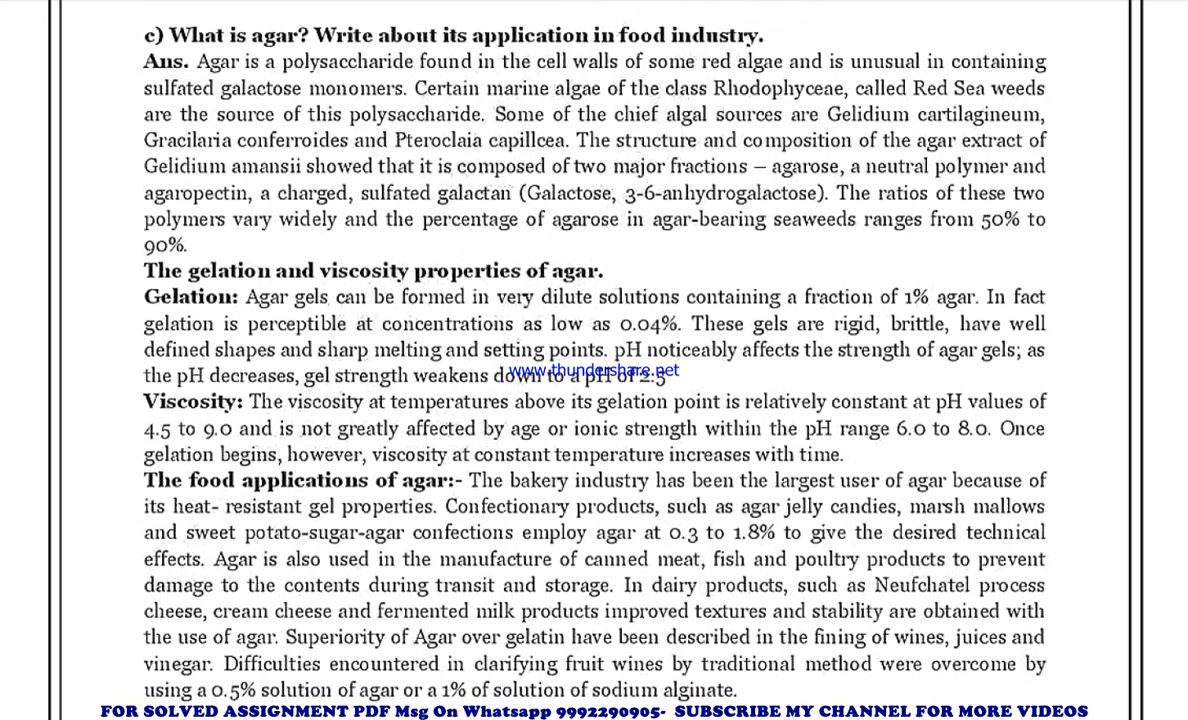 c) What is agar? Write about its application in food industry.
Ans. Agar is a polysaccharide found in the cell walls of some red algae and is unusual in containing
sulfated galactose monomers. Certain marine algae of the class Rhodophyceae, called Red Sea weeds
are the source of this polysaccharide. Some of the chief algal sources are Gelidium cartilagineum,
Gracilaria conferroides and Pteroclaia capillcea. The structure and composition of the agar extract of
Gelidium amansii showed that it is composed of two major fractions – agarose, a neutral polymer and
agaropectin, a charged, sulfated galactan (Galactose, 3-6-anhydrogalactose). The ratios of these two
polymers vary widely and the percentage of agarose in agar-bearing seaweeds ranges from 50% to
90%.
The gelation and viscosity properties of agar.
Gelation: Agar gels can be formed in very dilute solutions containing a fraction of 1% agar. In fact
gelation is perceptible at concentrations as low as 0.04%. These gels are rigid, brittle, have well
defined shapes and sharp melting and setting points. pH noticeably affects the strength of agar gels; as
the pH decreases, gel strength weakens down to a pH of 2.5
www.thundershare.net
Viscosity: The viscosity at temperatures above its gelation point is relatively constant at pH values of
4.5 to 9.0 and is not greatly affected by age or ionic strength within the pH range 6.0 to 8.0. Once
gelation begins, however, viscosity at constant temperature increases with time.
The food applications of agar:- The bakery industry has been the largest user of agar because of
its heat- resistant gel properties. Confectionary products, such as agar jelly candies, marsh mallows
and sweet potato-sugar-agar confections employ agar at 0.3 to 1.8% to give the desired technical
effects. Agar is also used in the manufacture of canned meat, fish and poultry products to prevent
damage to the contents during transit and storage. In dairy products, such as Neufchatel process
cheese, cream cheese and fermented milk products improved textures and stability are obtained with
the use of agar. Superiority of Agar over gelatin have been described in the fining of wines, juices and
vinegar. Difficulties encountered in clarifying fruit wines by traditional method were overcome by
using a 0.5% solution of agar or a 1% of solution of sodium alginate.
FOR SOLVED ASSIGNMENT PDF Msg On Whatsapp 9992290905- SUBSCRIBE MY CHANNEL FOR MORE VIDEOS